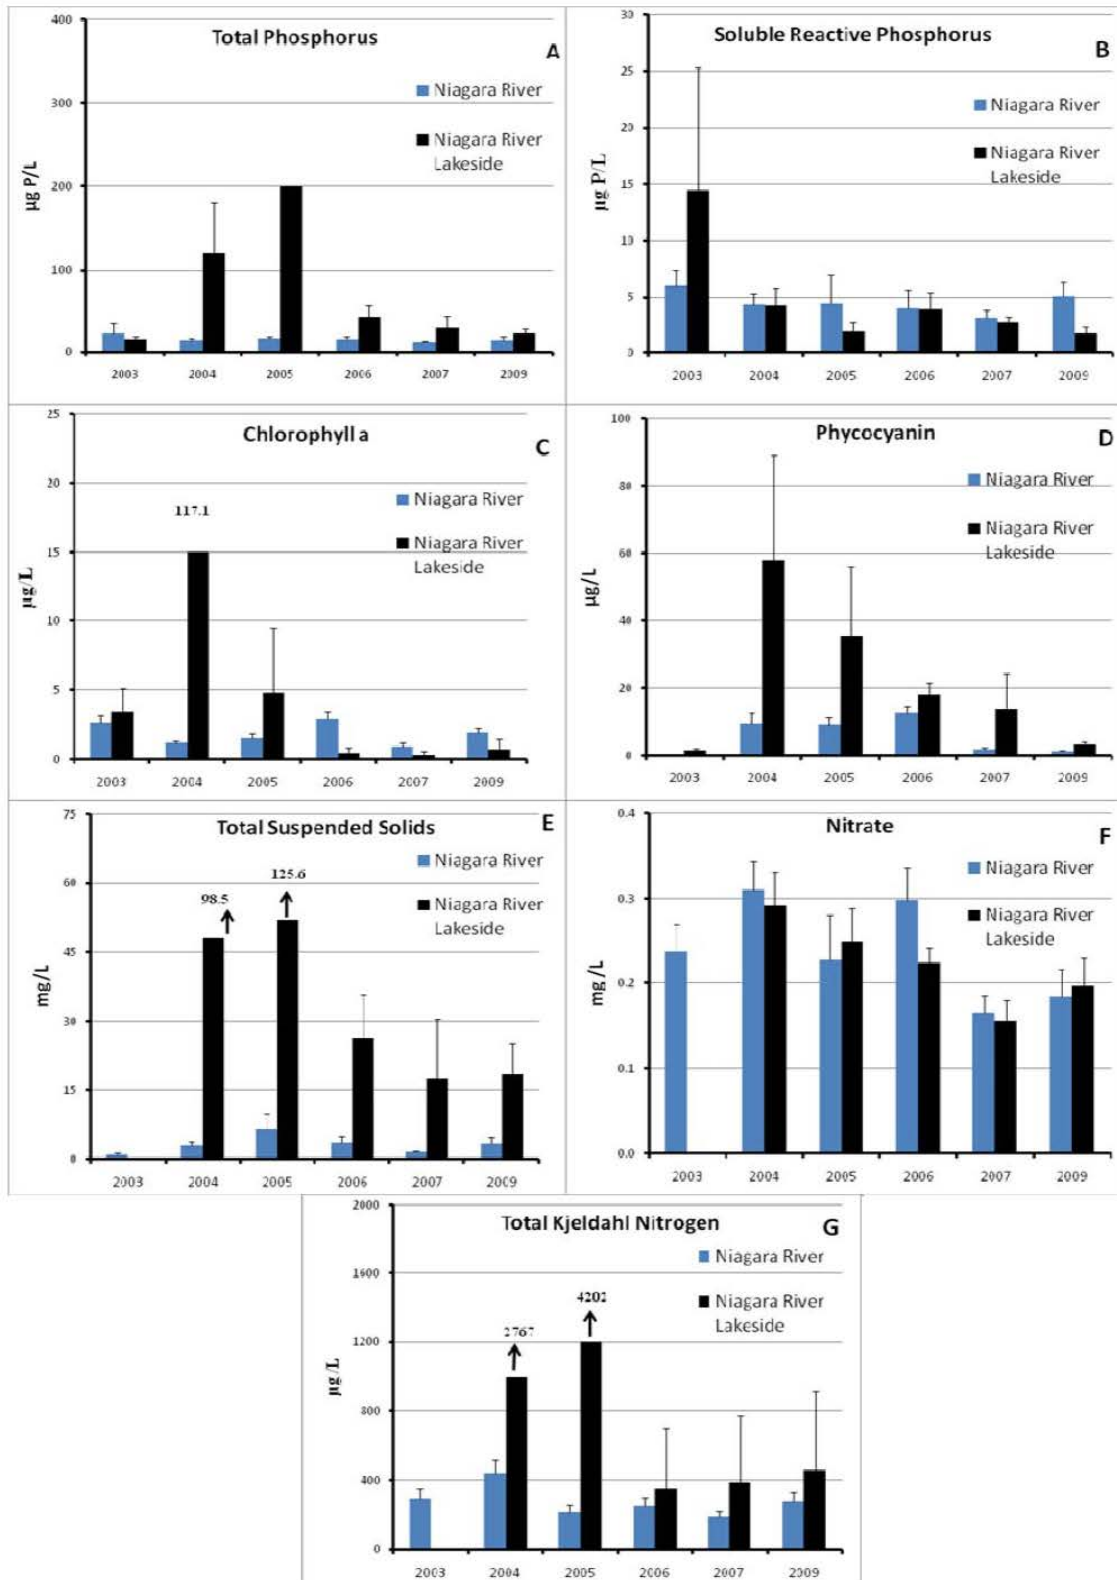 Total Phosphorus
A
400
300
200
100
0
µg P/L
Niagara River
Niagara River
Lakeside
2003 2004 2005 2006 2007 2009
Soluble Reactive Phosphorus
B
30
25
20
15
10
5
0
µg P/L
Niagara River
Niagara River
Lakeside
2003 2004 2005 2006 2007 2009
Chlorophyll a
C
25
20
15
10
5
0
µg/L
117.1
Niagara River
Niagara River
Lakeside
2003 2004 2005 2006 2007 2009
Phycocyanin
D
100
80
60
40
20
0
µg/L
Niagara River
Niagara River
Lakeside
2003 2004 2005 2006 2007 2009
Total Suspended Solids
E
75
60
45
30
15
0
mg/L
98.5
125.6
Niagara River
Niagara River
Lakeside
2003 2004 2005 2006 2007 2009
Nitrate
F
0.4
0.3
0.2
0.1
0.0
mg/L
Niagara River
Niagara River
Lakeside
2003 2004 2005 2006 2007 2009
Total Kjeldahl Nitrogen
G
2000
1600
1200
800
400
0
µg/L
2767
4202
Niagara River
Niagara River
Lakeside
2003 2004 2005 2006 2007 2009